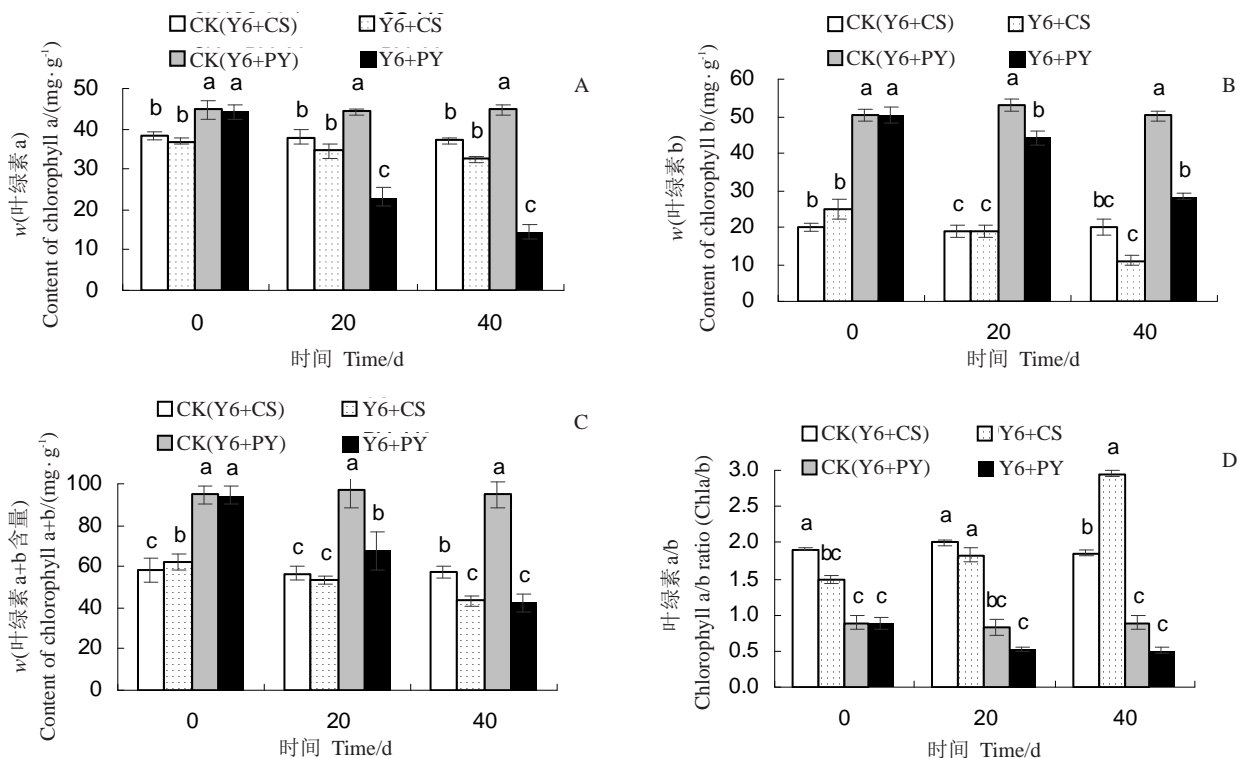 CK(Y6+CS) Y6+CS
CK(Y6+PY) Y6+PY
A
w(叶绿素 a)
Content of chlorophyll a/(mg· g-1)
50
40
30
20
10
0
b b a a
b b a c
b b a c
0 20 40
时间 Time/d
CK(Y6+CS) Y6+CS
CK(Y6+PY) Y6+PY
B
w(叶绿素 b)
Content of chlorophyll b/(mg· g-1)
60
50
40
30
20
10
0
b b a a
c c a b
bc c a b
0 20 40
时间 Time/d
CK(Y6+CS) Y6+CS
CK(Y6+PY) Y6+PY
C
w(叶绿素 a+b 含量)
Content of chlorophyll a+b/(mg· g-1)
100
80
60
40
20
0
c b a a
c c a b
b c a c
0 20 40
时间 Time/d
CK(Y6+CS) Y6+CS
CK(Y6+PY) Y6+PY
D
叶绿素 a/b
Chlorophyll a/b ratio (Chla/b)
3.0
2.5
2.0
1.5
1.0
0.5
0.0
a bc c c
a a bc c
b a c c
0 20 40
时间 Time/d